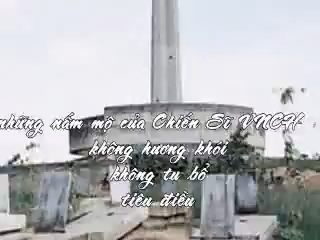 những nấm mộ của Chiến Sĩ VNCH
không hương khói
không tu bổ
tiêu điều